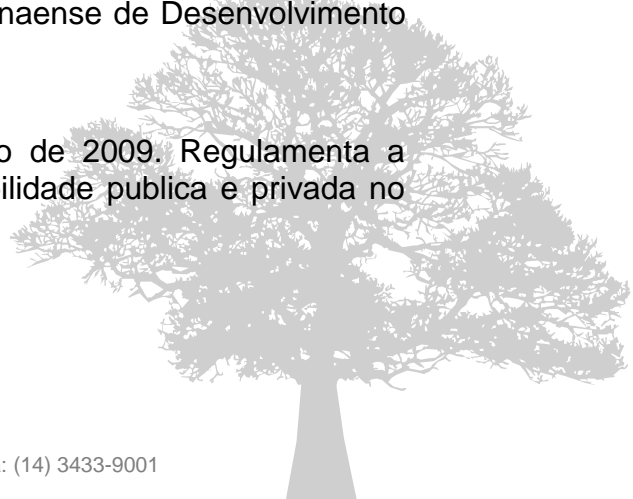 naense de Desenvolvimento
o de 2009. Regulamenta a
ilidade publica e privada no
: (14) 3433-9001